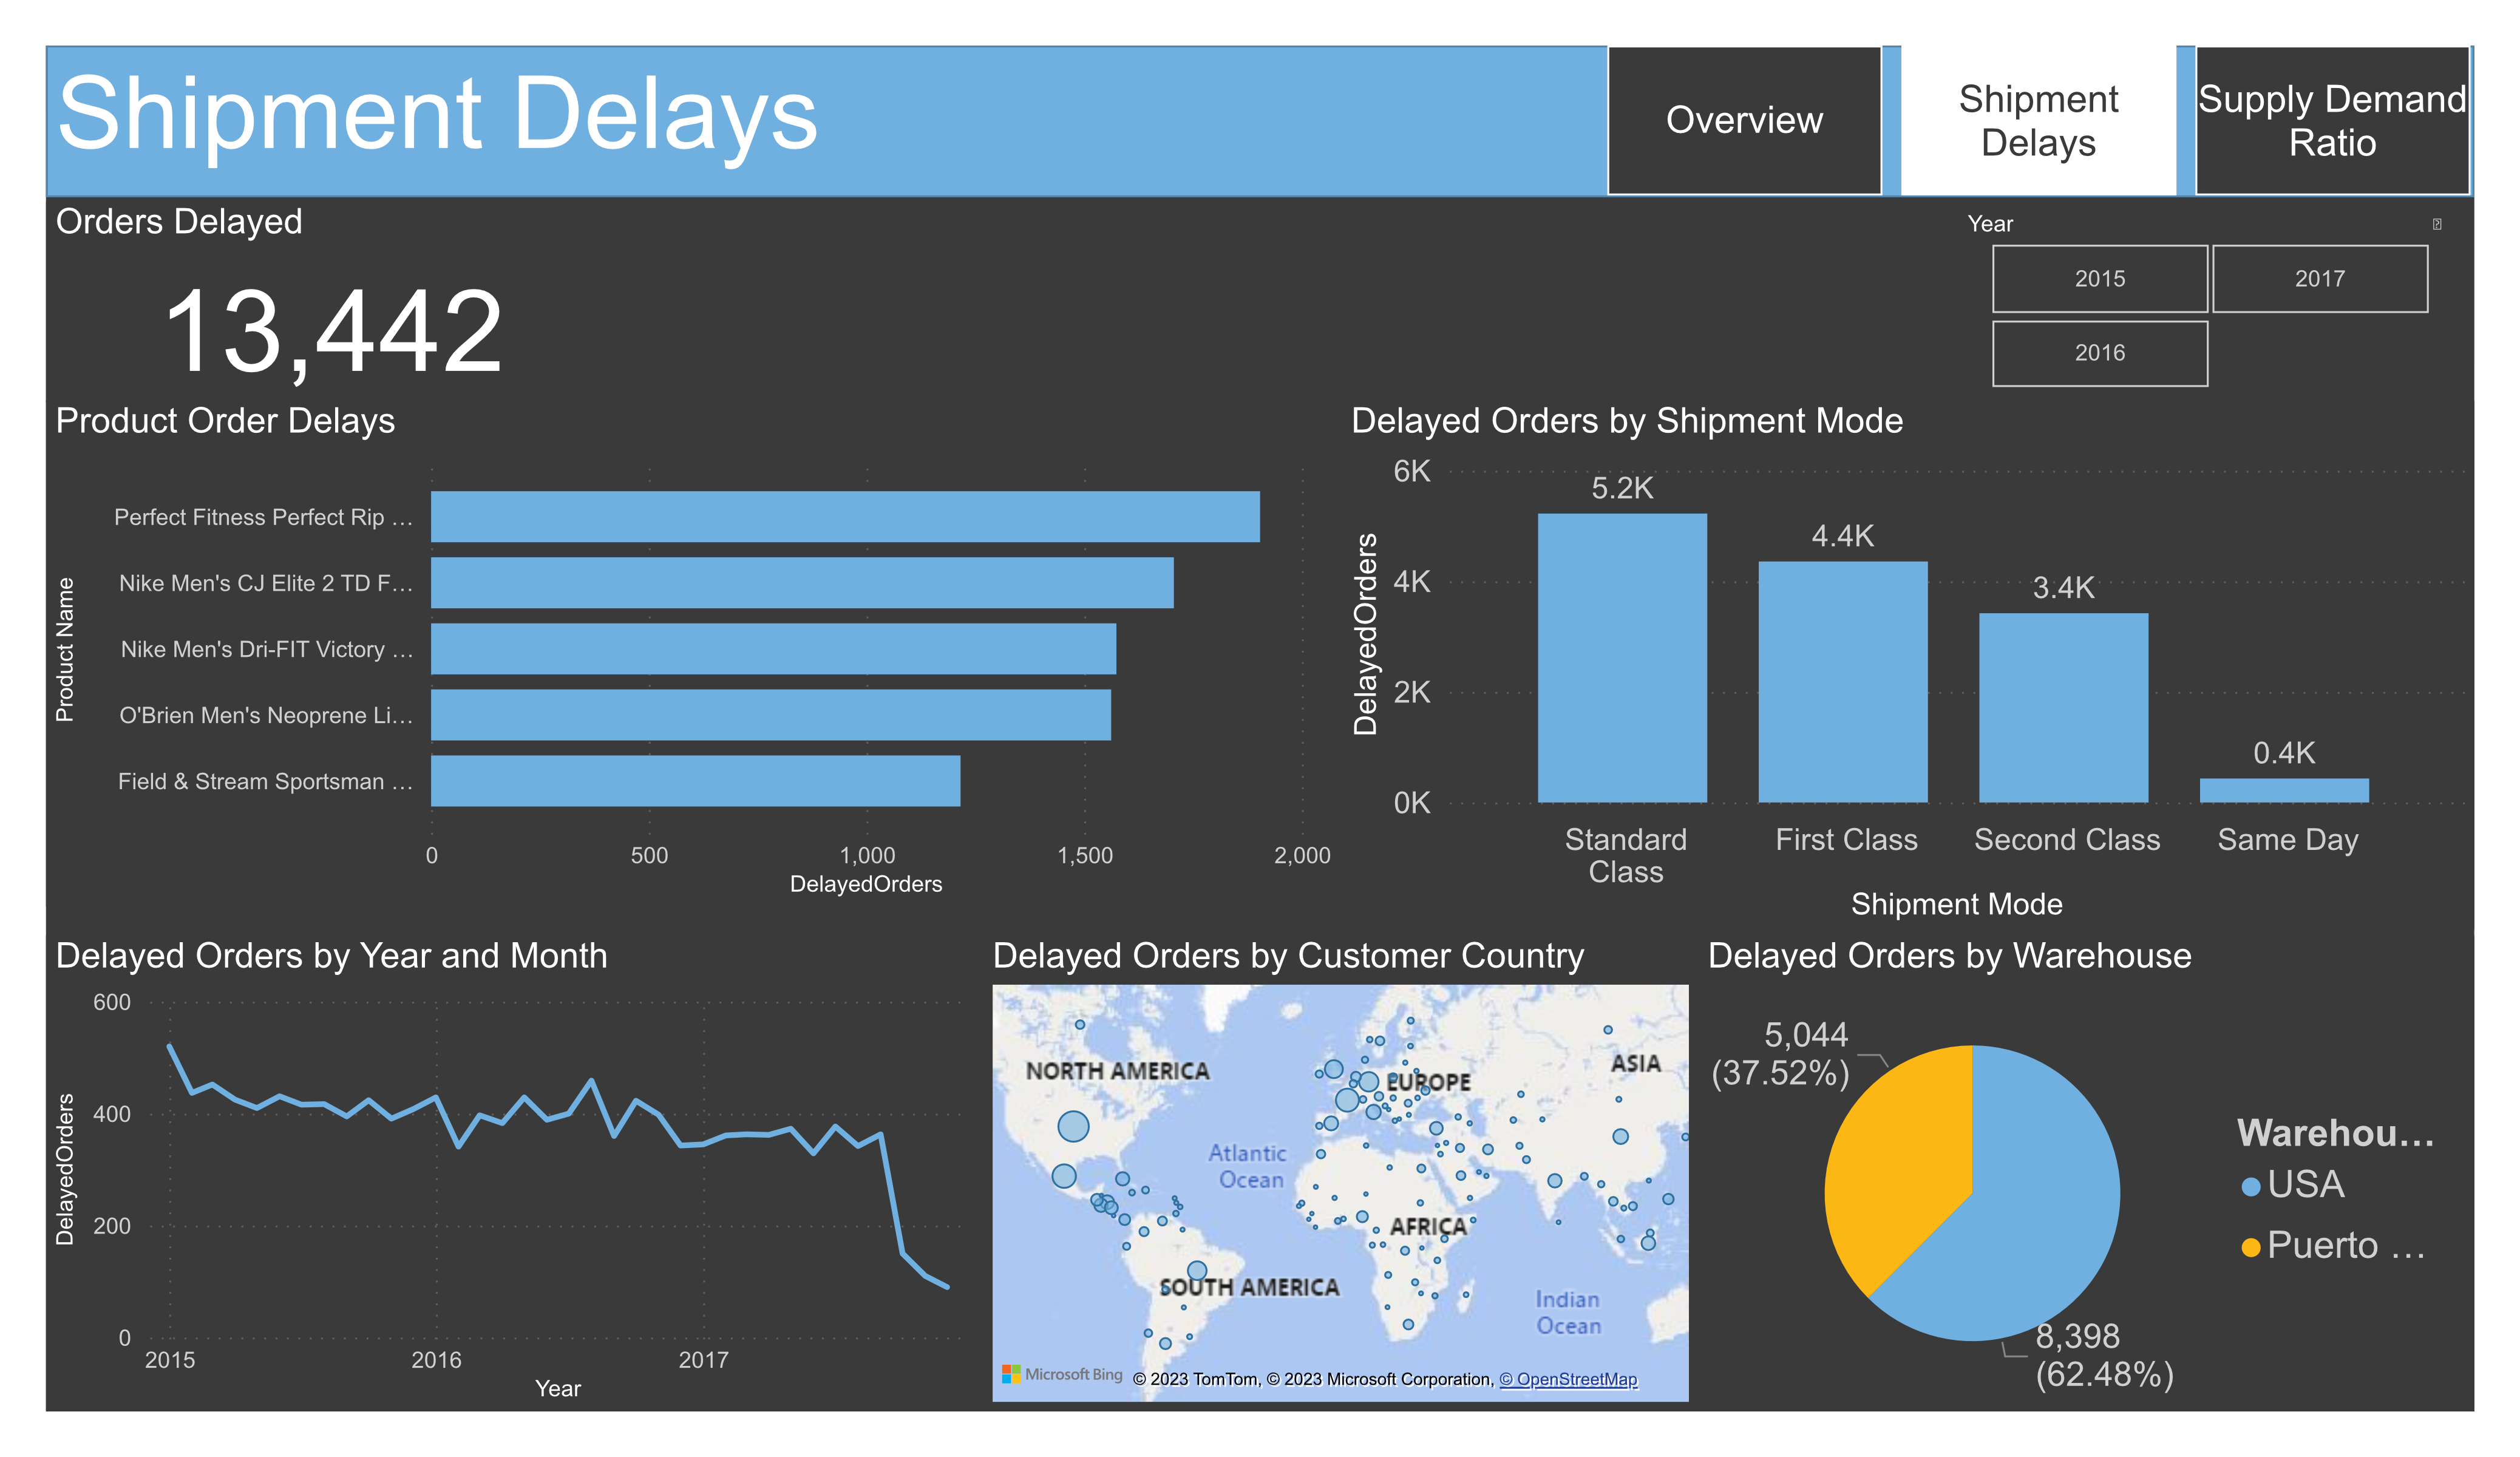 Shipment Delays
Overview
Shipment
Delays
Supply Demand
Ratio
Orders Delayed
13,442
Year
2015
2017
2016
Product Order Delays
Product Name
Perfect Fitness Perfect Rip …
Nike Men's CJ Elite 2 TD F…
Nike Men's Dri-FIT Victory …
O'Brien Men's Neoprene Li…
Field & Stream Sportsman …
0
500
1,000
1,500
2,000
DelayedOrders
Delayed Orders by Shipment Mode
DelayedOrders
6K
4K
2K
0K
5.2K
4.4K
3.4K
0.4K
Standard
Class
First Class
Second Class
Same Day
Shipment Mode
Delayed Orders by Year and Month
DelayedOrders
600
400
200
0
2015
2016
2017
Year
Delayed Orders by Customer Country
NORTH AMERICA
EUROPE
ASIA
Atlantic
Ocean
AFRICA
SOUTH AMERICA
Indian
Ocean
Microsoft Bing
© 2023 TomTom, © 2023 Microsoft Corporation, © OpenStreetMap
Delayed Orders by Warehouse
5,044
(37.52%)
8,398
(62.48%)
Warehou…
USA
Puerto …